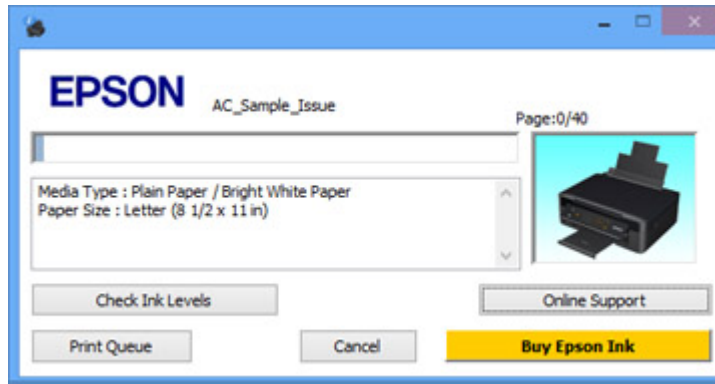 EPSON
AC_Sample_Issue
Page:0/40
Media Type : Plain Paper / Bright White Paper
Paper Size : Letter (8 1/2 x 11 in)
Check Ink Levels
Online Support
Print Queue
Cancel
Buy Epson Ink